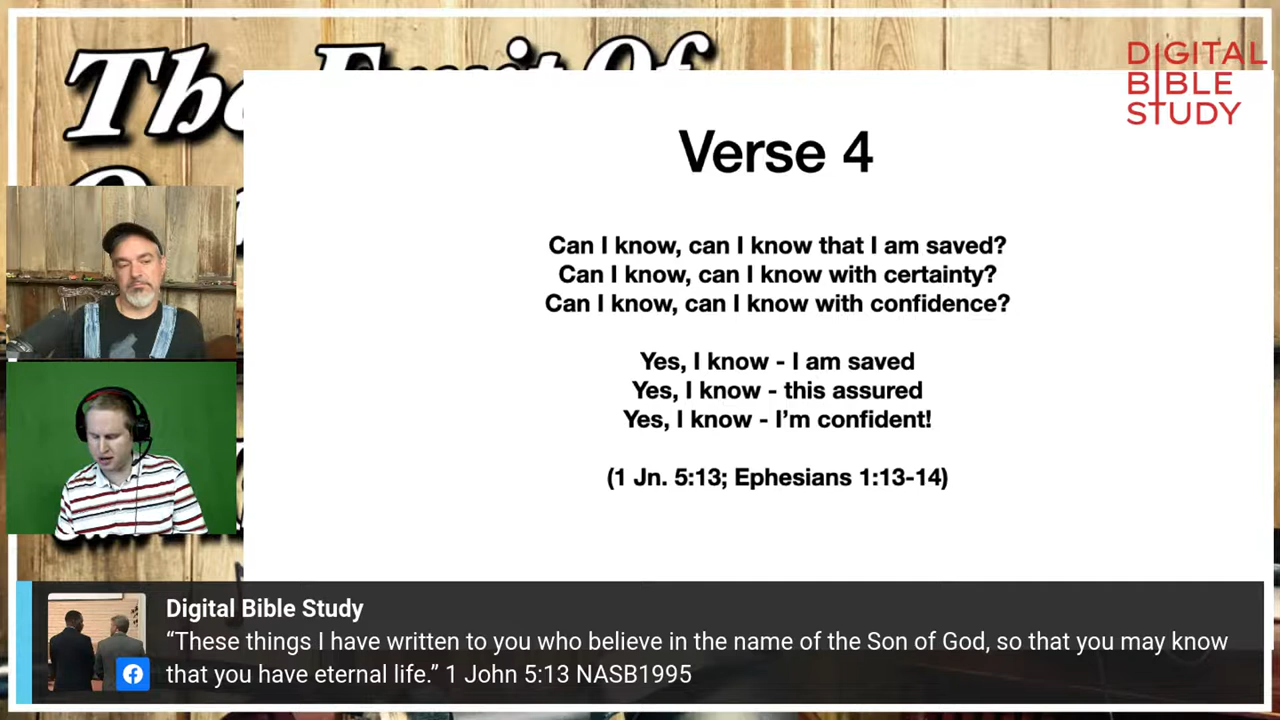 The Fruit Of
DIGITAL
BIBLE
STUDY
Verse 4
Can I know, can I know that I am saved?
Can I know, can I know with certainty?
Can I know, can I know with confidence?
Yes, I know - I am saved
Yes, I know - this assured
Yes, I know - I’m confident!
(1 Jn. 5:13; Ephesians 1:13-14)
Digital Bible Study
“These things I have written to you who believe in the name of the Son of God, so that you may know
that you have eternal life.” 1 John 5:13 NASB1995